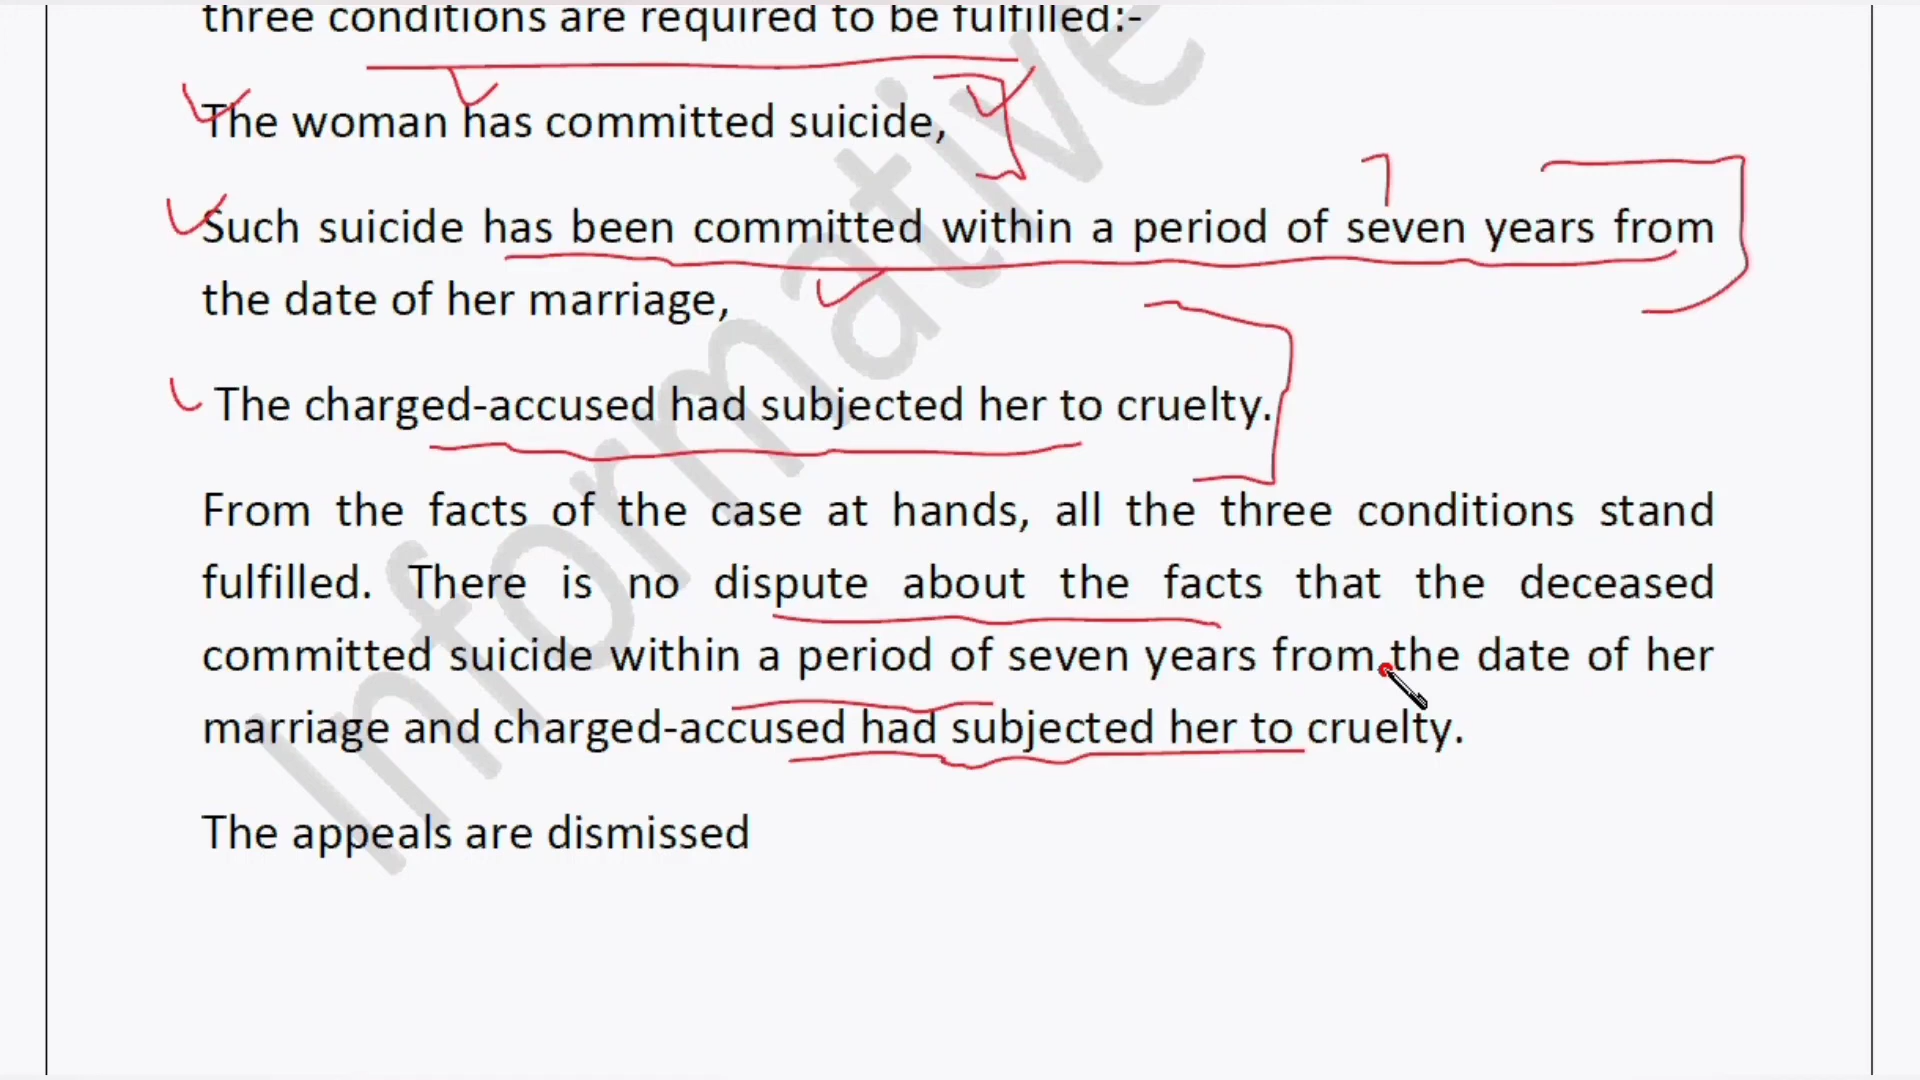 three conditions are required to be fulfilled:-
The woman has committed suicide,
Such suicide has been committed within a period of seven years from
the date of her marriage,
The charged-accused had subjected her to cruelty.
From the facts of the case at hands, all the three conditions stand
fulfilled. There is no dispute about the facts that the deceased
committed suicide within a period of seven years from the date of her
marriage and charged-accused had subjected her to cruelty.
The appeals are dismissed
Informative